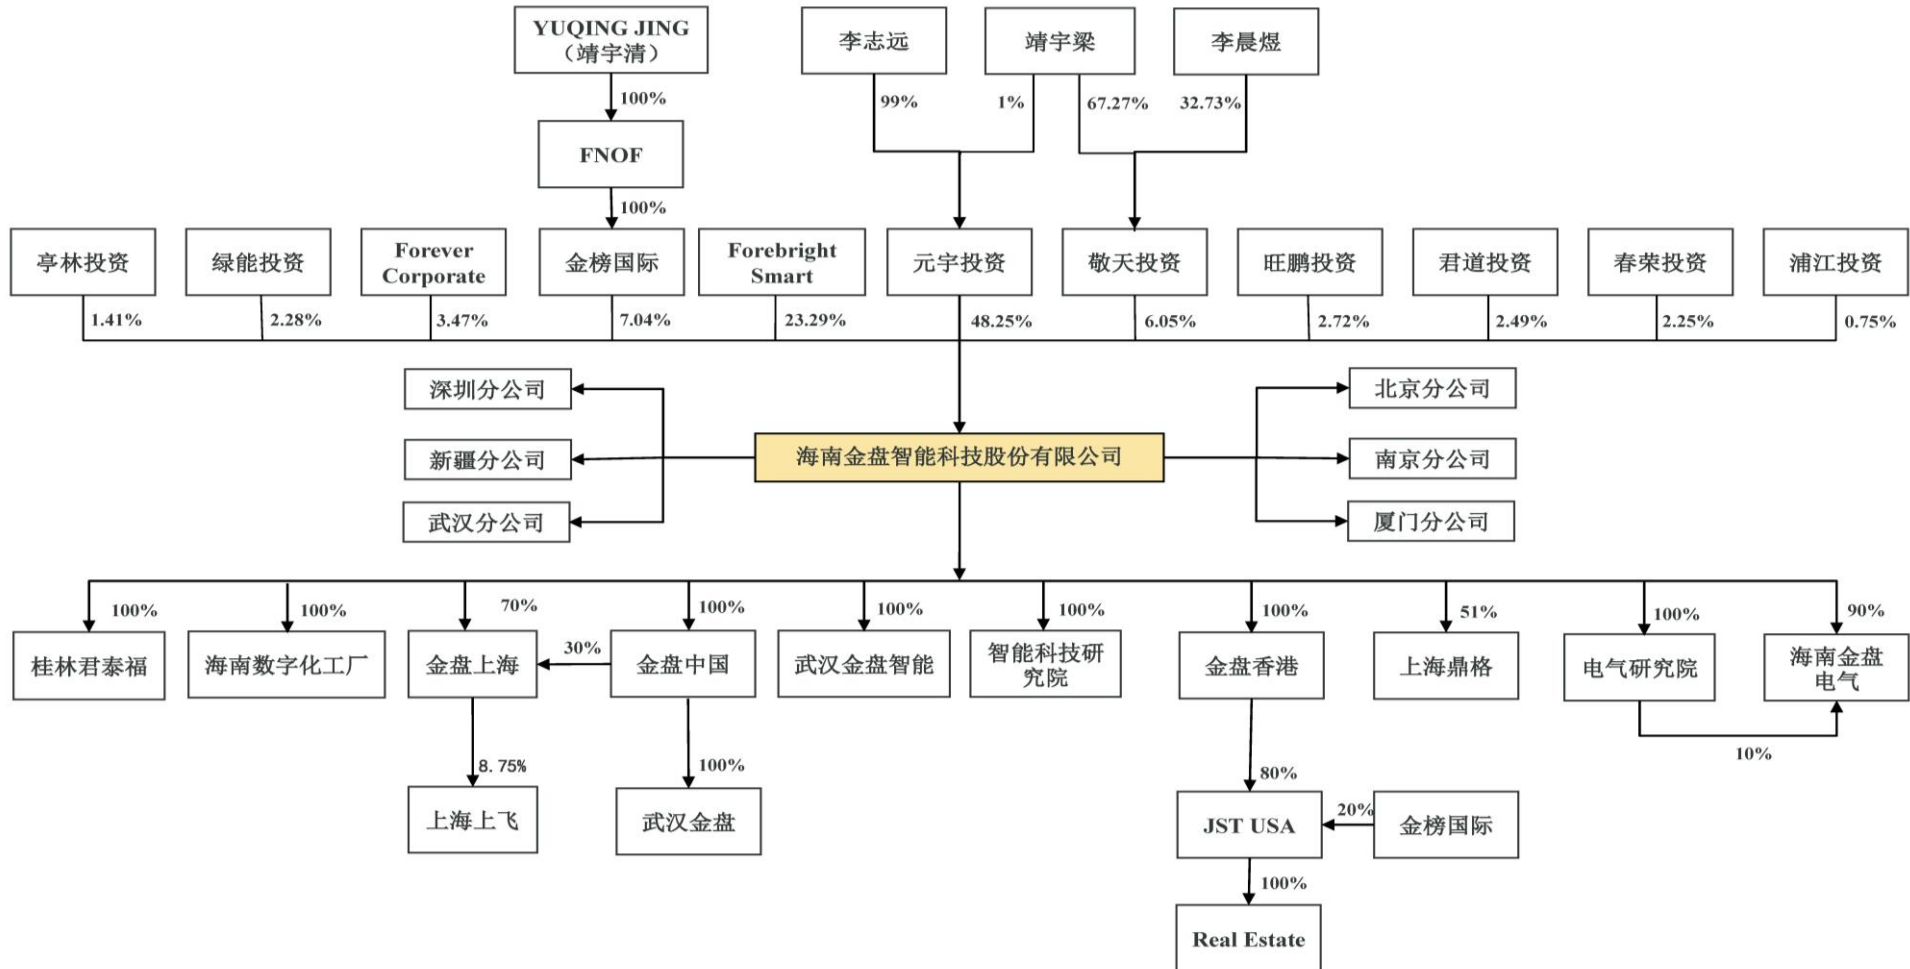 YUQING JING
（靖宇清）
李志远
靖宇梁
李晨煜
100%
99%
1%
67.27%
32.73%
FNOF
100%
亭林投资
绿能投资
Forever
Corporate
金榜国际
Forebright
Smart
元宇投资
敬天投资
旺鹏投资
君道投资
春荣投资
浦江投资
1.41%
2.28%
3.47%
7.04%
23.29%
48.25%
6.05%
2.72%
2.49%
2.25%
0.75%
深圳分公司
北京分公司
新疆分公司
海南金盘智能科技股份有限公司
南京分公司
武汉分公司
厦门分公司
100%
100%
70%
100%
100%
100%
100%
51%
100%
90%
桂林君泰福
海南数字化工厂
金盘上海
30%
金盘中国
武汉金盘智能
智能科技研
究院
金盘香港
上海鼎格
电气研究院
海南金盘
电气
8.75%
100%
80%
10%
上海上飞
武汉金盘
JST USA
20%
金榜国际
100%
Real Estate